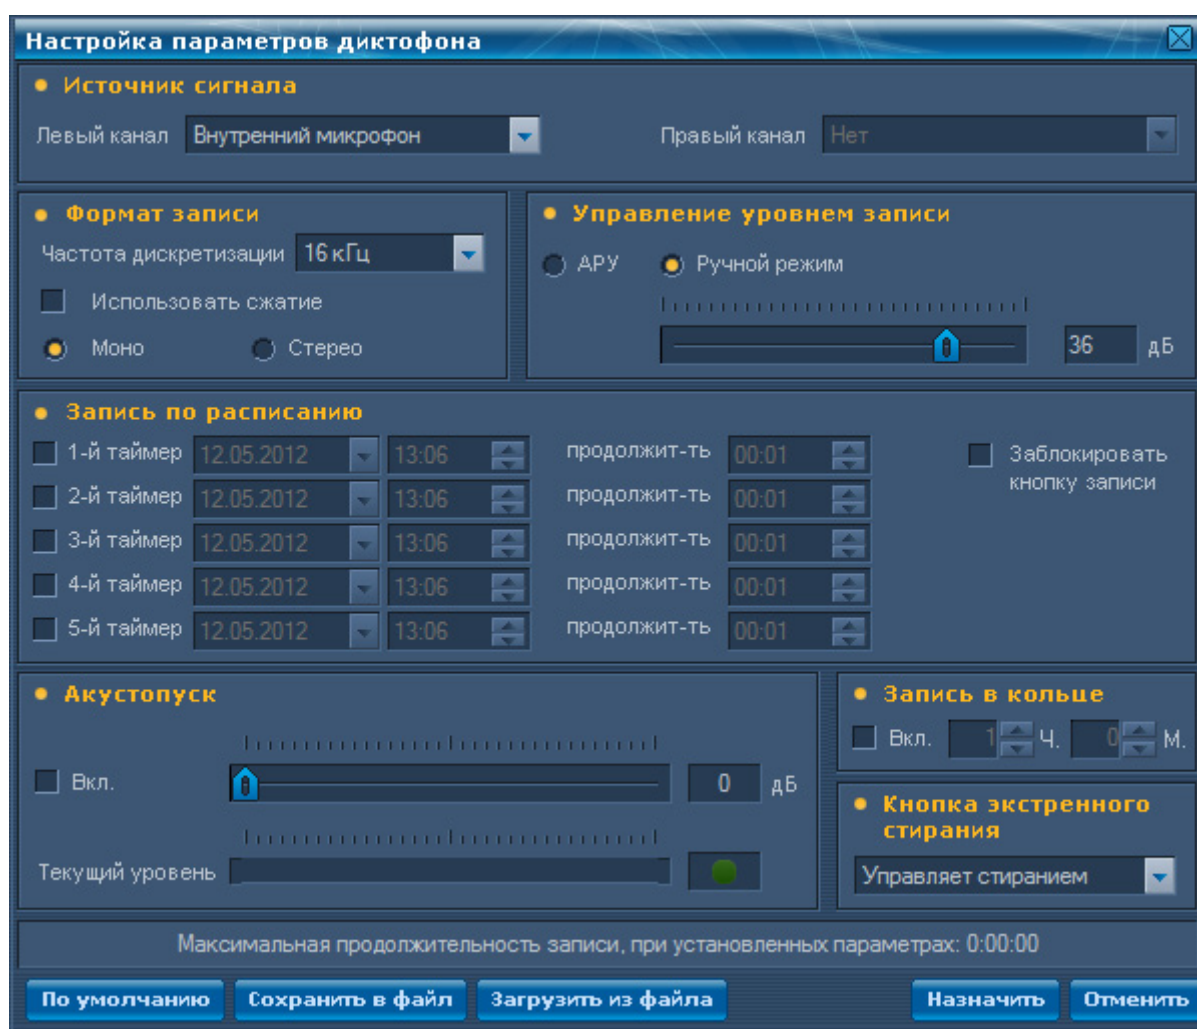 Настройка параметров диктофона
Источник сигнала
Левый канал Внутренний микрофон Правый канал Нет
Формат записи
Частота дискретизации 16 кГц
Использовать сжатие
Моно Стерео
Управление уровнем записи
АРУ Ручной режим
36 дБ
Запись по расписанию
1-й таймер 12.05.2012 13:06 продолжит-ть 00:01
2-й таймер 12.05.2012 13:06 продолжит-ть 00:01
3-й таймер 12.05.2012 13:06 продолжит-ть 00:01
4-й таймер 12.05.2012 13:06 продолжит-ть 00:01
5-й таймер 12.05.2012 13:06 продолжит-ть 00:01
Заблокировать
кнопку записи
Акустопуск
Вкл. 0 дБ
Текущий уровень
Запись в кольце
Вкл. 1 Ч. 0 М.
Кнопка экстренного
стирания
Управляет стиранием
Максимальная продолжительность записи, при установленных параметрах: 0:00:00
По умолчанию Сохранить в файл Загрузить из файла Назначить Отменить